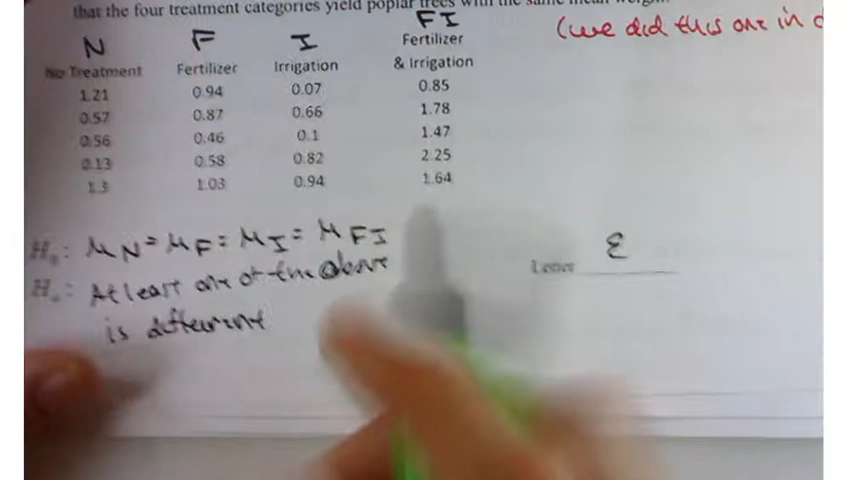 that the four treatment categories yield poplar trees with the same mean weight.
(we did this one in
N F I FI
No Treatment Fertilizer Irrigation Fertilizer & Irrigation
1.21 0.94 0.07 0.85
0.57 0.87 0.66 1.78
0.56 0.46 0.1 1.47
0.13 0.58 0.82 2.25
1.3 1.03 0.94 1.64
H₀: μN = μF = μI = μFI
Hₐ: At least one of the above
is different
Letter ε